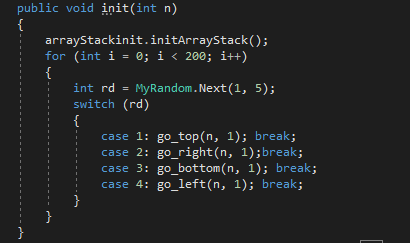 public void init(int n)
{
arrayStackinit.initArrayStack();
for (int i = 0; i < 200; i++)
{
int rd = MyRandom.Next(1, 5);
switch (rd)
{
case 1: go_top(n, 1); break;
case 2: go_right(n, 1);break;
case 3: go_bottom(n, 1); break;
case 4: go_left(n, 1); break;
}
}
}